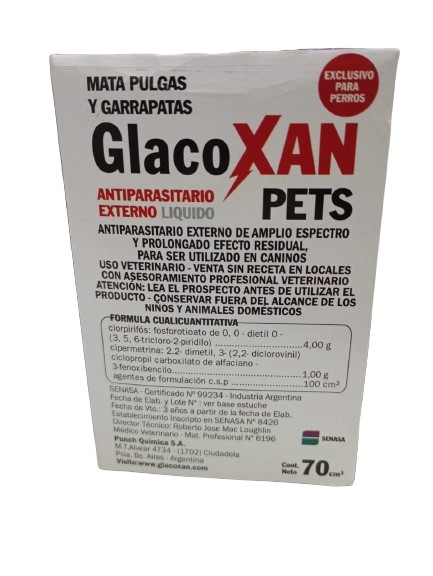 MATA PULGAS
Y GARRAPATAS
EXCLUSIVO
PARA
PERROS
GlacoXAN
ANTIPARASITARIO
EXTERNO LIQUIDO
PETS
ANTIPARASITARIO EXTERNO DE AMPLIO ESPECTRO
Y PROLONGADO EFECTO RESIDUAL,
PARA SER UTILIZADO EN CANINOS
USO VETERINARIO - VENTA SIN RECETA EN LOCALES
CON ASESORAMIENTO PROFESIONAL VETERINARIO
ATENCIÓN: LEA EL PROSPECTO ANTES DE UTILIZAR EL
PRODUCTO - CONSERVAR FUERA DEL ALCANCE DE LOS
NIÑOS Y ANIMALES DOMÉSTICOS
FORMULA CUALICUANTITATIVA
clorpirifós: fosforotioato de 0, 0 - dietil 0 -
(3, 5, 6-tricloro-2-piridilo) ........................4,00 g
cipermetrina: 2.2- dimetil, 3- (2,2- diclorovinil)
ciclopropil carboxilato de alfaciano -
3-fenoxibencilo....................................1,00 g
agentes de formulación c.s.p .................100 cm³
SENASA - Certificado N° 99234 - Industria Argentina
Fecha de Elab. y Lote N° : ver base estuche
Fecha de Vto.: 3 años a partir de la fecha de Elab.
Establecimiento Inscripto en SENASA N° 8426
Director Técnico: Roberto Jose Mac Loughlin
Médico Veterinario - Mat. Profesional N° 6196
Punch Química S.A.
M.T.Alvear 4734 - (1702) Ciudadela
Pcia. Bs. Aires - Argentina
Visite:www.glacoxan.com
SENASA
Cont.
Neto 70 cm³